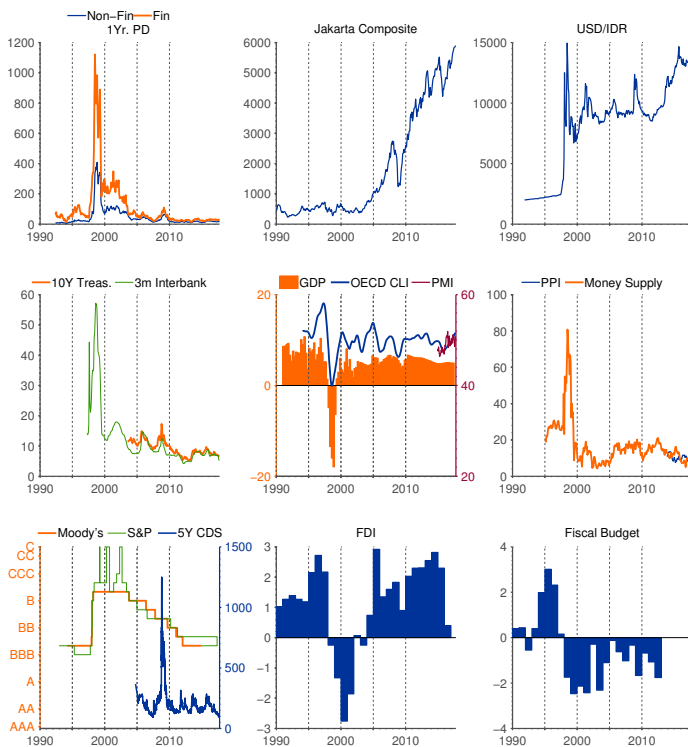 Non−Fin Fin
1Yr. PD
1200
1000
800
600
400
200
0
1990 2000 2010
Jakarta Composite
6000
5000
4000
3000
2000
1000
0
1990 2000 2010
USD/IDR
15000
10000
5000
0
1990 2000 2010
10Y Treas. 3m Interbank
60
50
40
30
20
10
0
1990 2000 2010
GDP OECD CLI PMI
20
0
−20
60
40
20
1990 2000 2010
PPI Money Supply
100
80
60
40
20
0
1990 2000 2010
Moody's S&P 5Y CDS
C
CC
CCC
B
BB
BBB
A
AA
AAA
1500
1000
500
0
1990 2000 2010
FDI
3
2
1
0
−1
−2
−3
1990 2000 2010
Fiscal Budget
4
2
0
−2
−4
1990 2000 2010